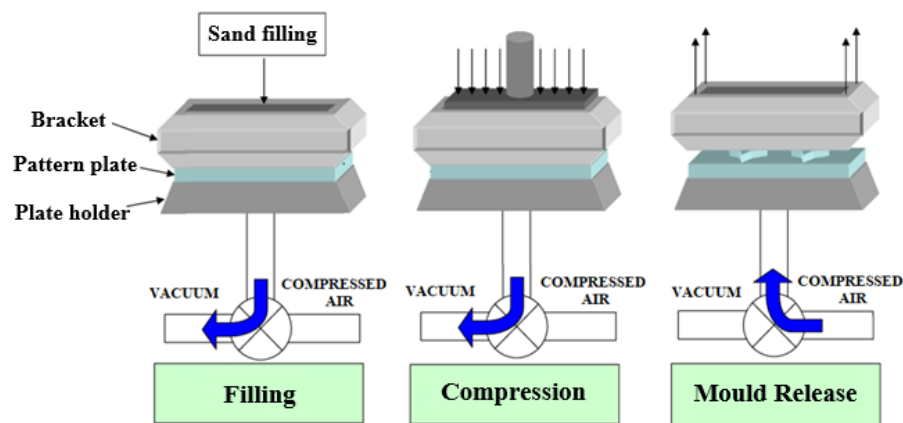 Sand filling
Bracket
Pattern plate
Plate holder
VACUUM
COMPRESSED
AIR
VACUUM
COMPRESSED
AIR
VACUUM
COMPRESSED
AIR
Filling
Compression
Mould Release